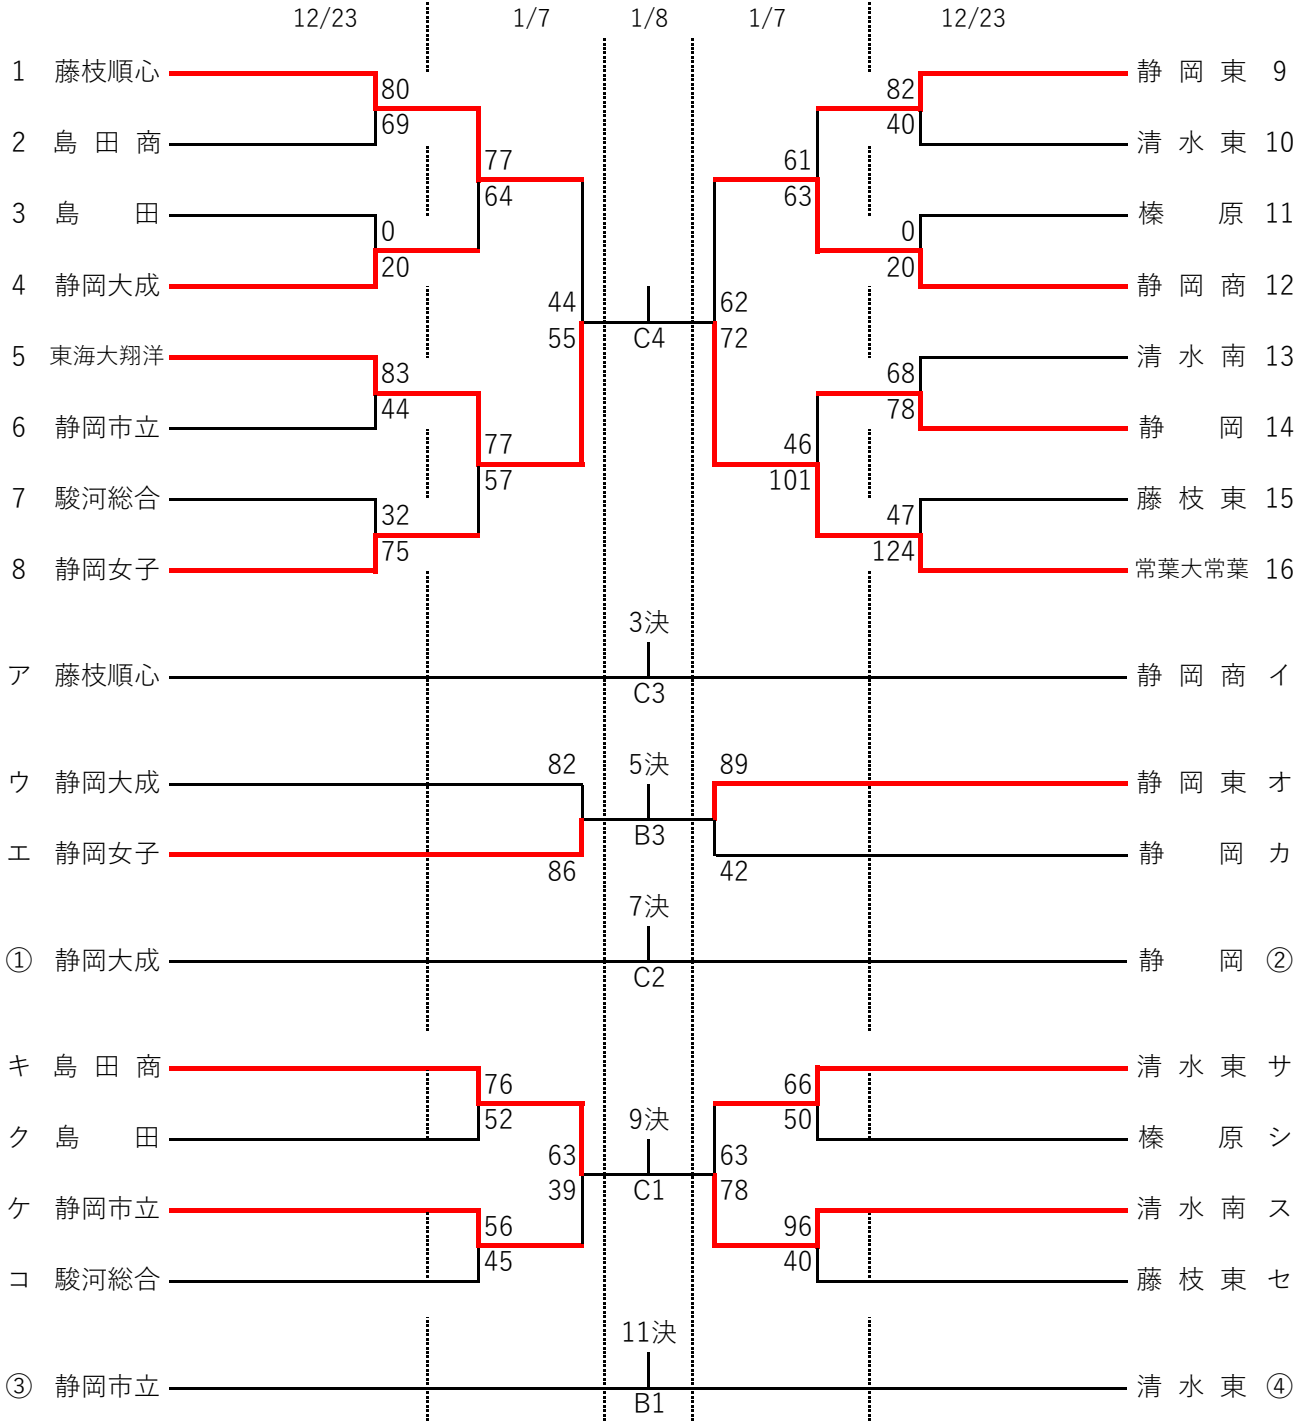 12/23 1/7 1/8 1/7 12/23
1 藤枝順心 静岡東 9
80 82
69 40
2 島田商 清水東 10
77 61
64 63
3 島田 榛原 11
0 0
20 20
4 静岡大成 静岡商 12
44 62
55 C4 72
5 東海大翔洋 清水南 13
83 68
44 78
6 静岡市立 静岡 14
77 46
57 101
7 駿河総合 藤枝東 15
32 47
75 124
8 静岡女子 常葉大常葉 16
3決
ア 藤枝順心 静岡商 イ
C3
82 5決 89
ウ 静岡大成 静岡東 オ
B3
エ 静岡女子 静岡 カ
86 42
7決
① 静岡大成 静岡 ②
C2
キ 島田商 清水東 サ
76 66
52 9決 50
ク 島田 榛原 シ
63 63
39 C1 78
ケ 静岡市立 清水南 ス
56 96
45 40
コ 駿河総合 藤枝東 セ
11決
③ 静岡市立 清水東 ④
B1